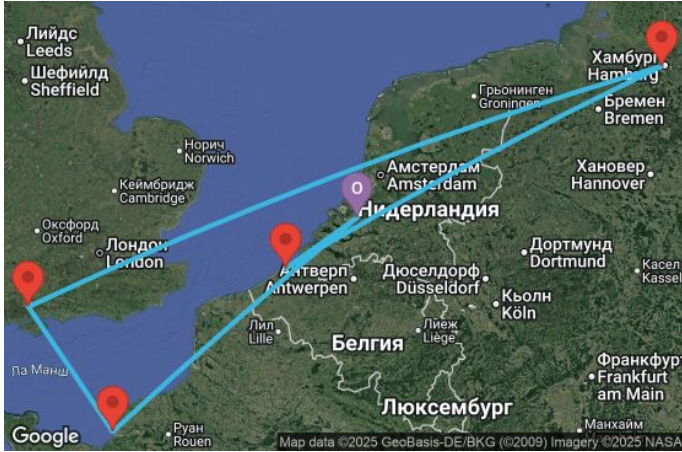 Лийдс
Leeds
Шефийлд
Sheffield
Норич
Norwich
Кеймбридж
Cambridge
Оксфорд
Oxford
Лондон
London
Ла Манш
Хамбург
Hamburg
Грьонинген
Groningen
Бремен
Bremen
Амстердам
Amsterdam
Хановер
Hannover
O
Нидерландия
Дортмунд
Dortmund
Антверп
Antwerpen
Дюселдорф
Düsseldorf
Касел
Kassel
Кьолн
Köln
Лил
Lille
Белгия
Лиеж
Liège
Франкфурт
Frankfurt
am Main
Люксембург
Руан
Rouen
Манхайм
Google
Map data ©2025 GeoBasis-DE/BKG (©2009) Imagery ©2025 NASA